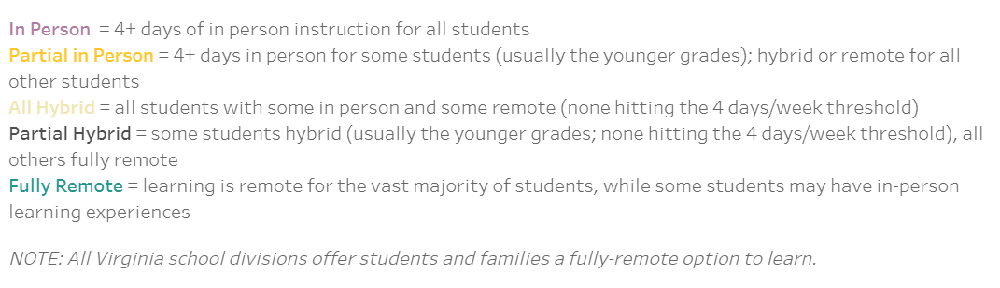 In Person = 4+ days of in person instruction for all students
Partial in Person = 4+ days in person for some students (usually the younger grades); hybrid or remote for all
other students
All Hybrid = all students with some in person and some remote (none hitting the 4 days/week threshold)
Partial Hybrid = some students hybrid (usually the younger grades; none hitting the 4 days/week threshold), all
others fully remote
Fully Remote = learning is remote for the vast majority of students, while some students may have in-person
learning experiences
NOTE: All Virginia school divisions offer students and families a fully-remote option to learn.